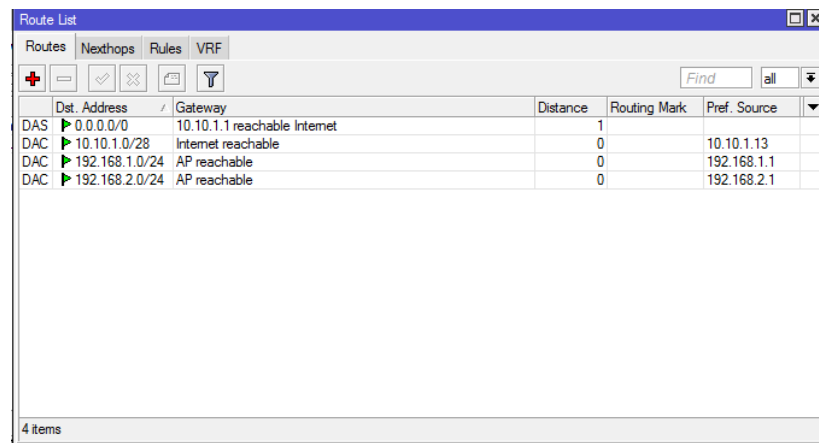 Route List
Routes Nexthops Rules VRF
Find all
Dst. Address / Gateway Distance Routing Mark Pref. Source
DAS 0.0.0.0/0 10.10.1.1 reachable Internet 1
DAC 10.10.1.0/28 Internet reachable 0 10.10.1.13
DAC 192.168.1.0/24 AP reachable 0 192.168.1.1
DAC 192.168.2.0/24 AP reachable 0 192.168.2.1
4 items